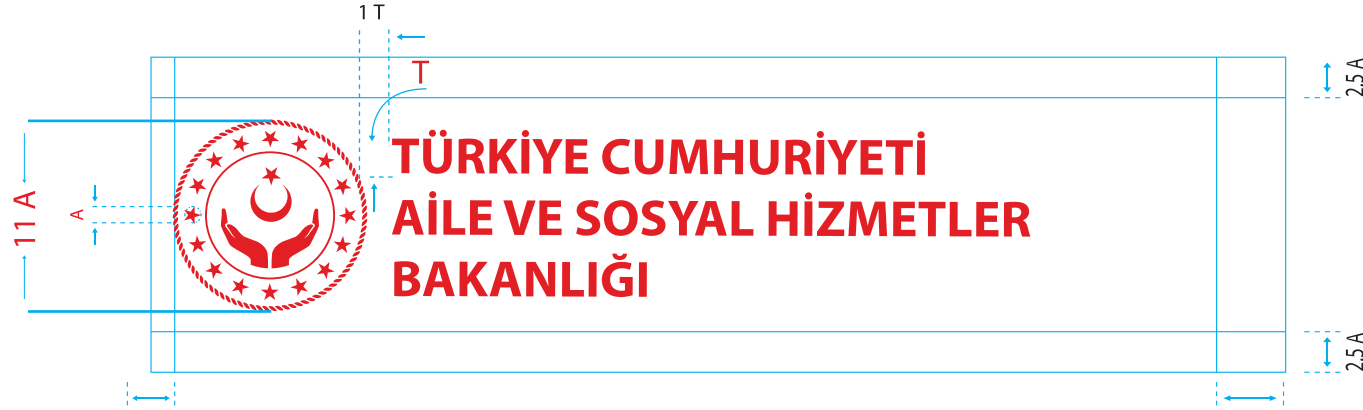 1 T
T
2.5 A
11 A
A
TÜRKİYE CUMHURİYETİ
AİLE VE SOSYAL HİZMETLER
BAKANLIĞI
2.5 A